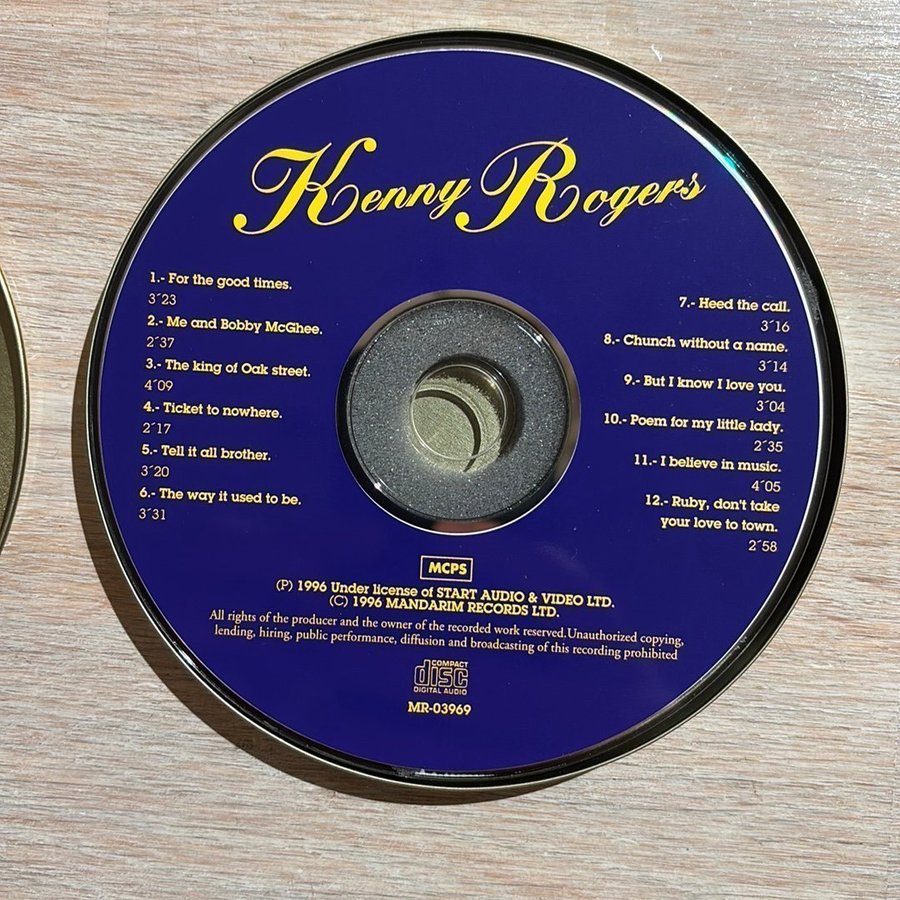 Kenny Rogers
1.- For the good times.
3´23
2.- Me and Bobby McGhee.
2´37
3.- The king of Oak street.
4´09
4.- Ticket to nowhere.
2´17
5.- Tell it all brother.
3´20
6.- The way it used to be.
3´31
7.- Heed the call.
3´16
8.- Chunch without a name.
3´14
9.- But I know I love you.
3´04
10.- Poem for my little lady.
2´35
11.- I believe in music.
4´05
12.- Ruby, don't take
your love to town.
2´58
MCPS
(P) 1996 Under license of START AUDIO & VIDEO LTD.
(C) 1996 MANDARIM RECORDS LTD.
All rights of the producer and the owner of the recorded work reserved.Unauthorized copying,
lending, hiring, public performance, diffusion and broadcasting of this recording prohibited
COMPACT
disc
DIGITAL AUDIO
MR-03969